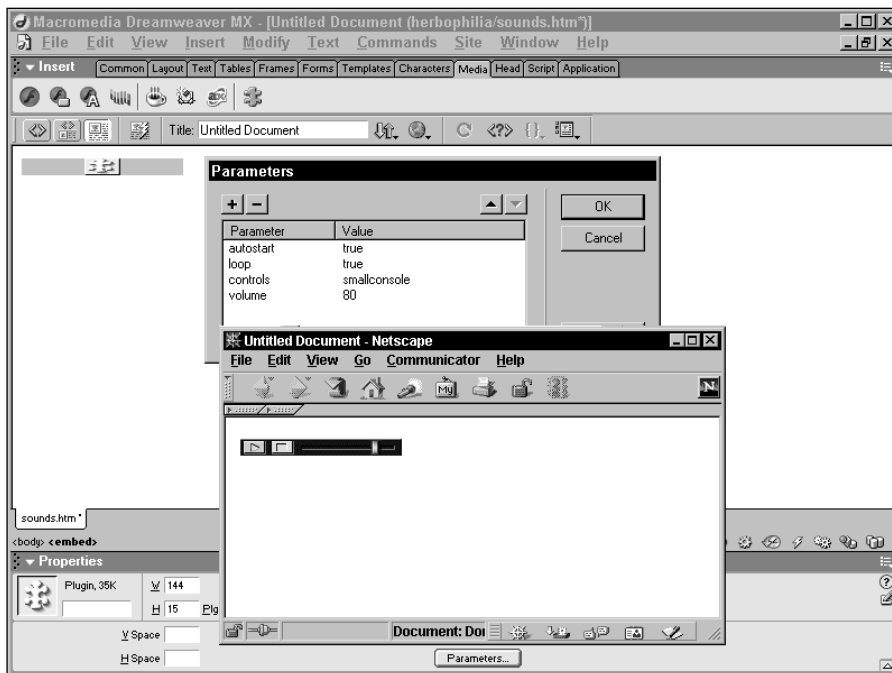 Macromedia Dreamweaver MX - [Untitled Document (herbophilia/sounds.htm*)]
File Edit View Insert Modify Text Commands Site Window Help
Insert Common Layout Text Tables Frames Forms Templates Characters Media Head Script Application
Title: Untitled Document
Parameters
OK
Parameter Value
Cancel
autostart true
loop true
controls smallconsole
volume 80
Untitled Document - Netscape
File Edit View Go Communicator Help
My
N
sounds.htm*
<body> <embed>
Properties
Plugin, 35K W 144
H 15 Plg
Document: Do
V Space
H Space
Parameters...